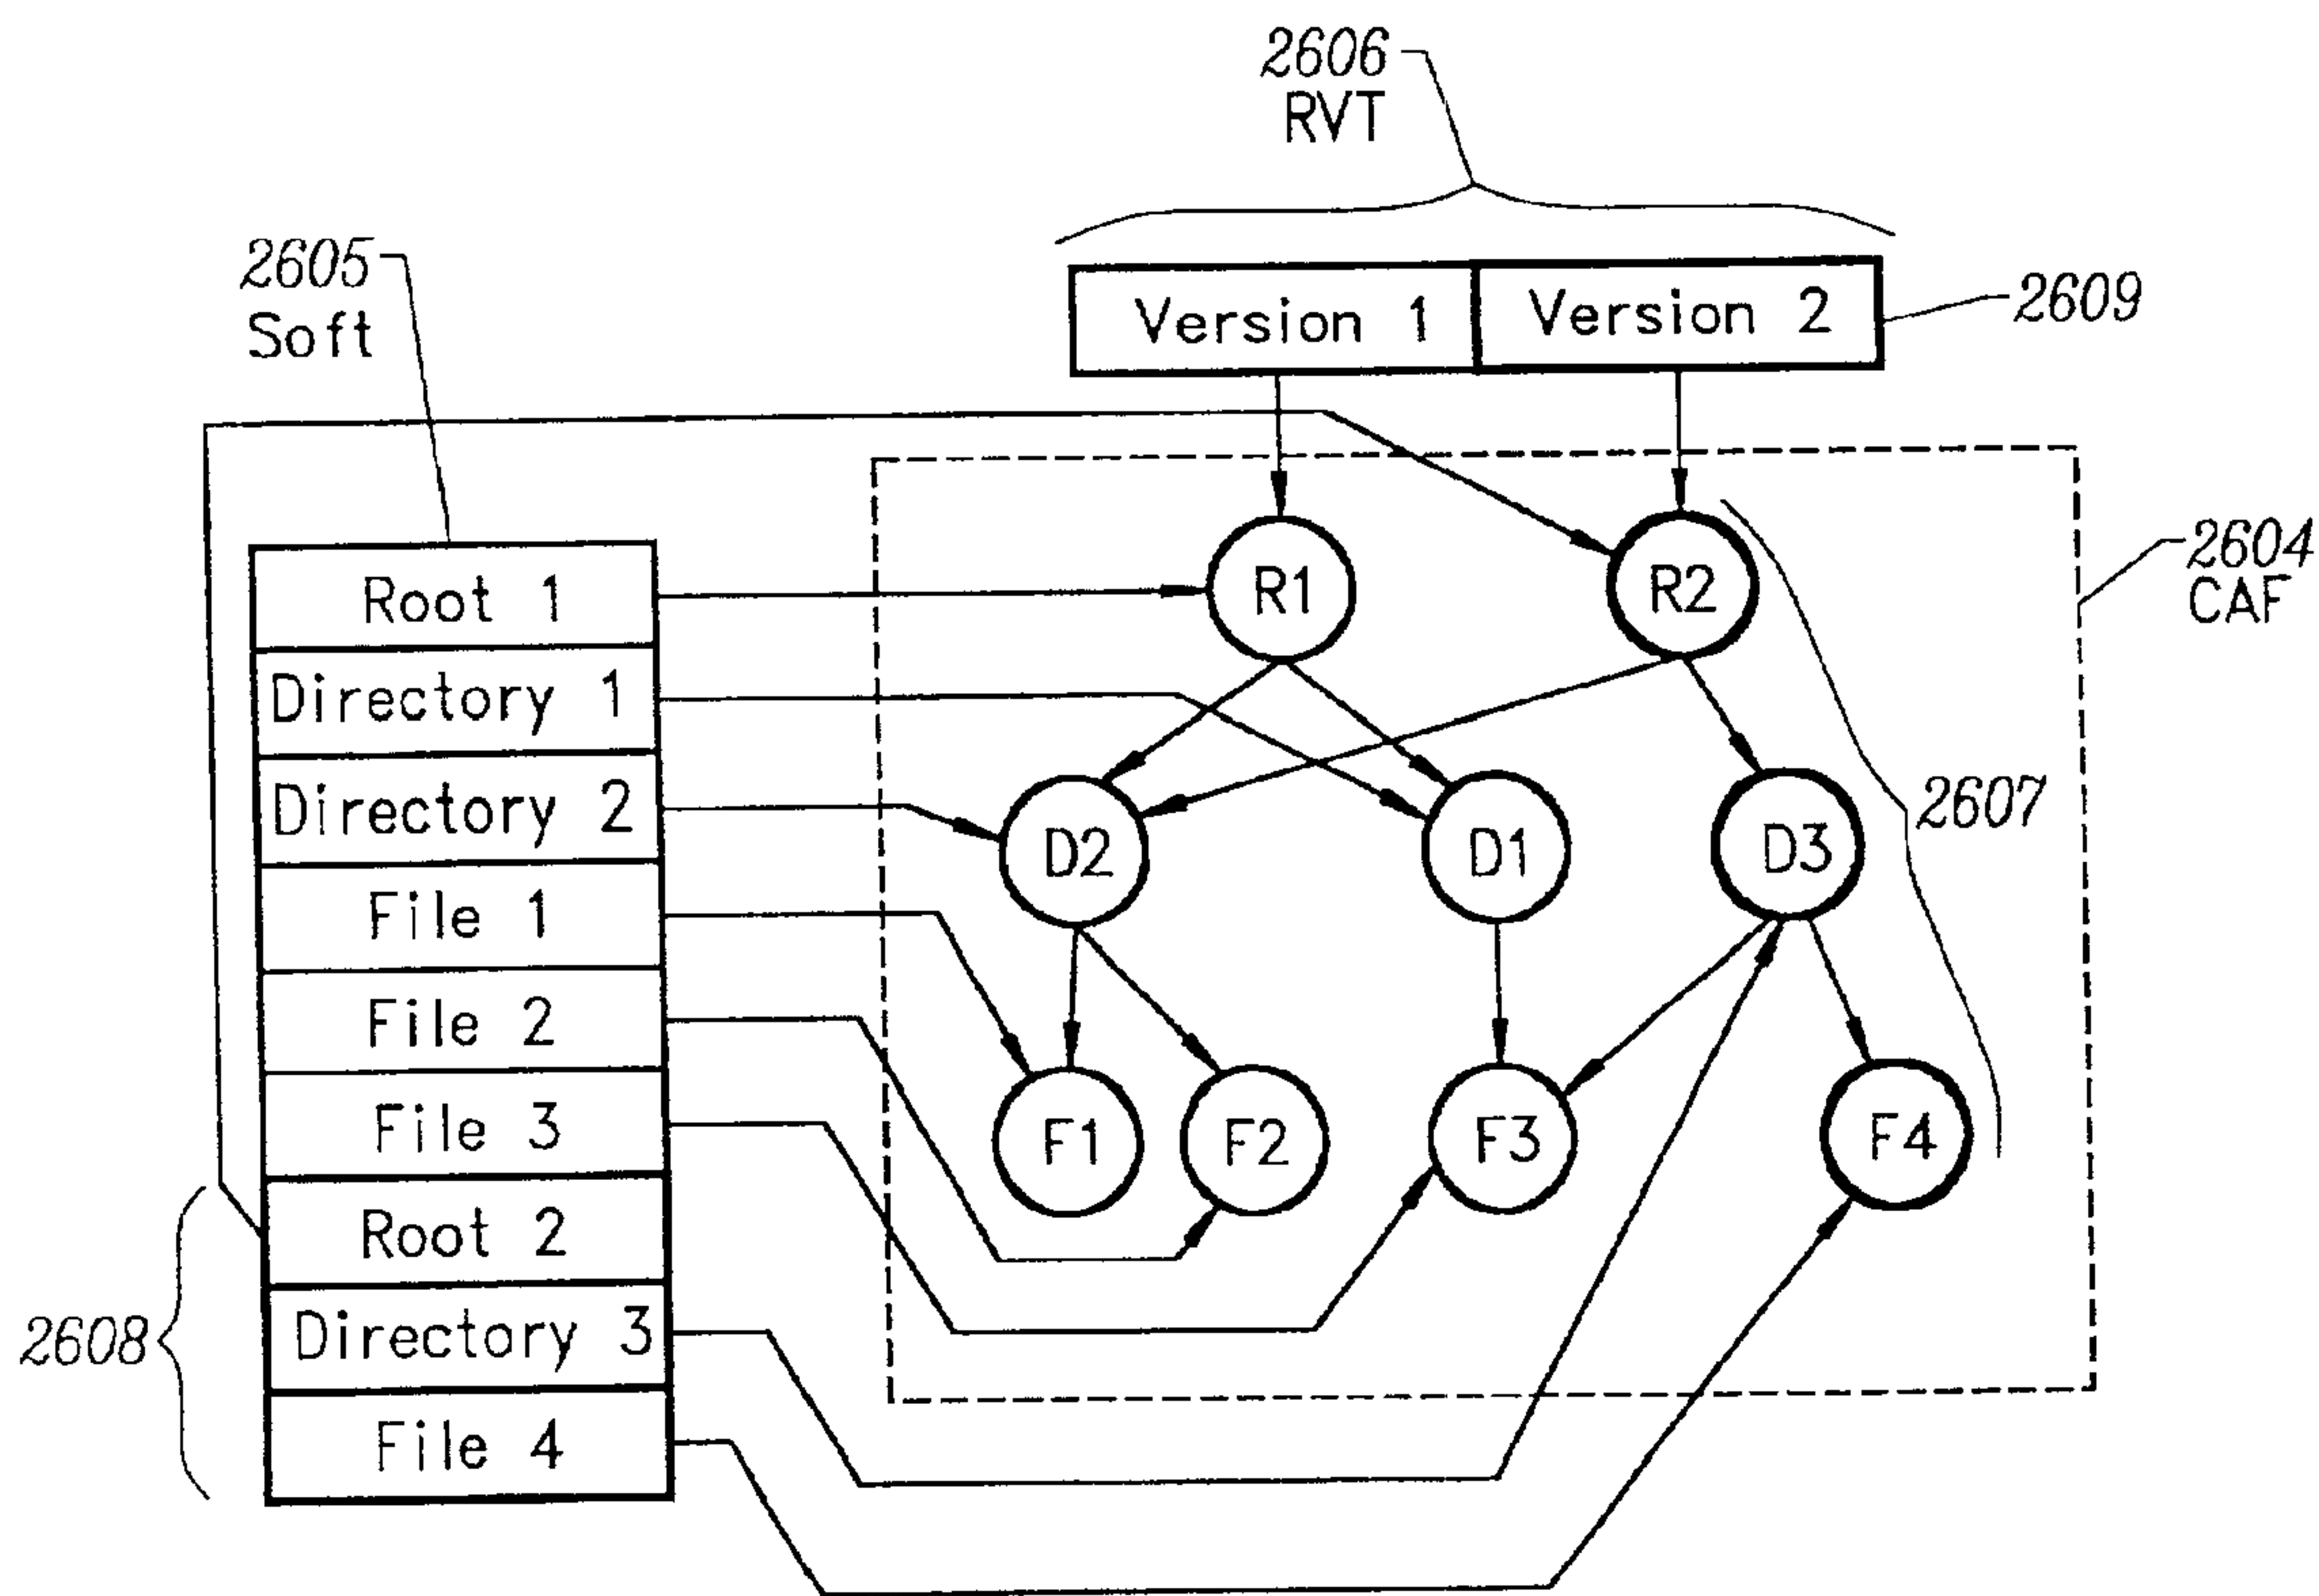 2606
RVT
2605
Soft
Version 1
Version 2
2609
Root 1
Directory 1
Directory 2
File 1
File 2
File 3
Root 2
Directory 3
File 4
2608
R1
R2
2604
CAF
D2
D1
D3
2607
F1
F2
F3
F4